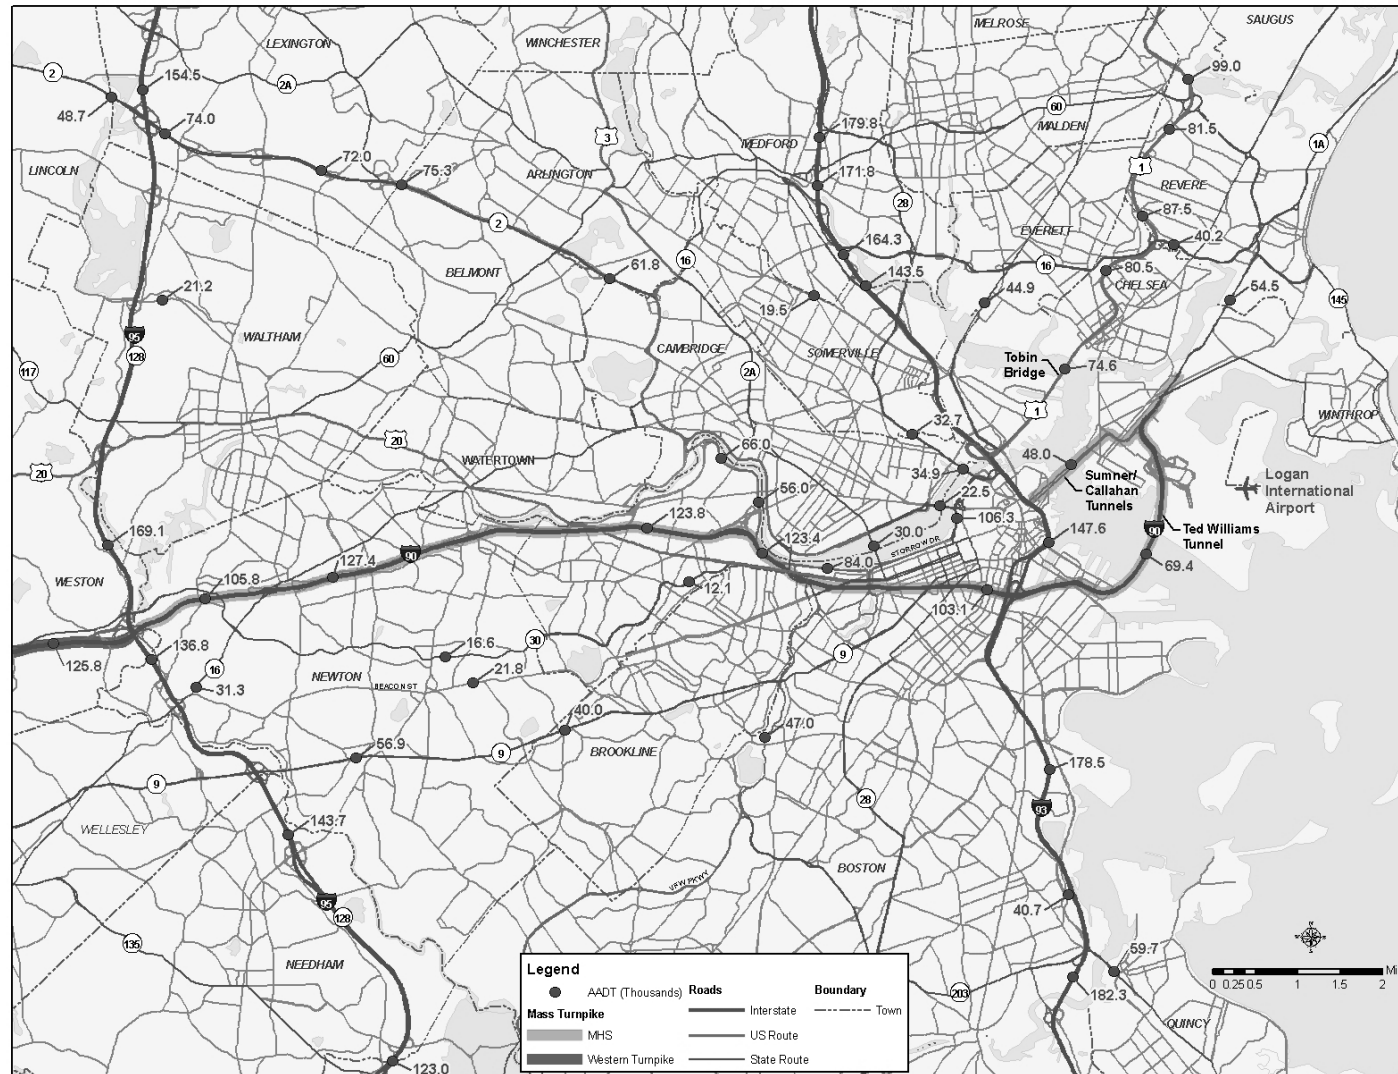 SAUGUS
MELROSE
LEXINGTON
WINCHESTER
2
2A
154.5
99.0
48.7
74.0
3
179.8
60
MALDEN
81.5
1A
MEDFORD
LINCOLN
72.0
75.3
ARLINGTON
171.8
1
REVERE
28
87.5
2
EVERETT
40.2
164.3
16
16
BELMONT
61.8
143.5
80.5
CHELSEA
21.2
19.5
44.9
54.5
145
95
128
WALTHAM
60
CAMBRIDGE
SOMERVILLE
Tobin
Bridge
74.6
117
2A
1
WINTHROP
32.7
20
66.0
20
WATERTOWN
34.9
48.0
Sumner/
Callahan
Tunnels
Logan
International
Airport
56.0
22.5
106.3
123.8
169.1
123.4
30.0
STORROW DR
147.6
90
Ted Williams
Tunnel
90
127.4
84.0
69.4
WESTON
105.8
12.1
103.1
125.8
136.8
16.6
30
9
16
31.3
NEWTON
BEACON ST
21.8
40.0
47.0
56.9
9
BROOKLINE
178.5
9
28
93
WELLESLEY
143.7
BOSTON
VFW PKWY
95
128
40.7
135
NEEDHAM
59.7
203
182.3
QUINCY
123.0
Legend
AADT (Thousands)
Mass Turnpike
MHS
Western Turnpike
Roads
Interstate
US Route
State Route
Boundary
Town
N
0 0.25 0.5 1 1.5 2
Mi